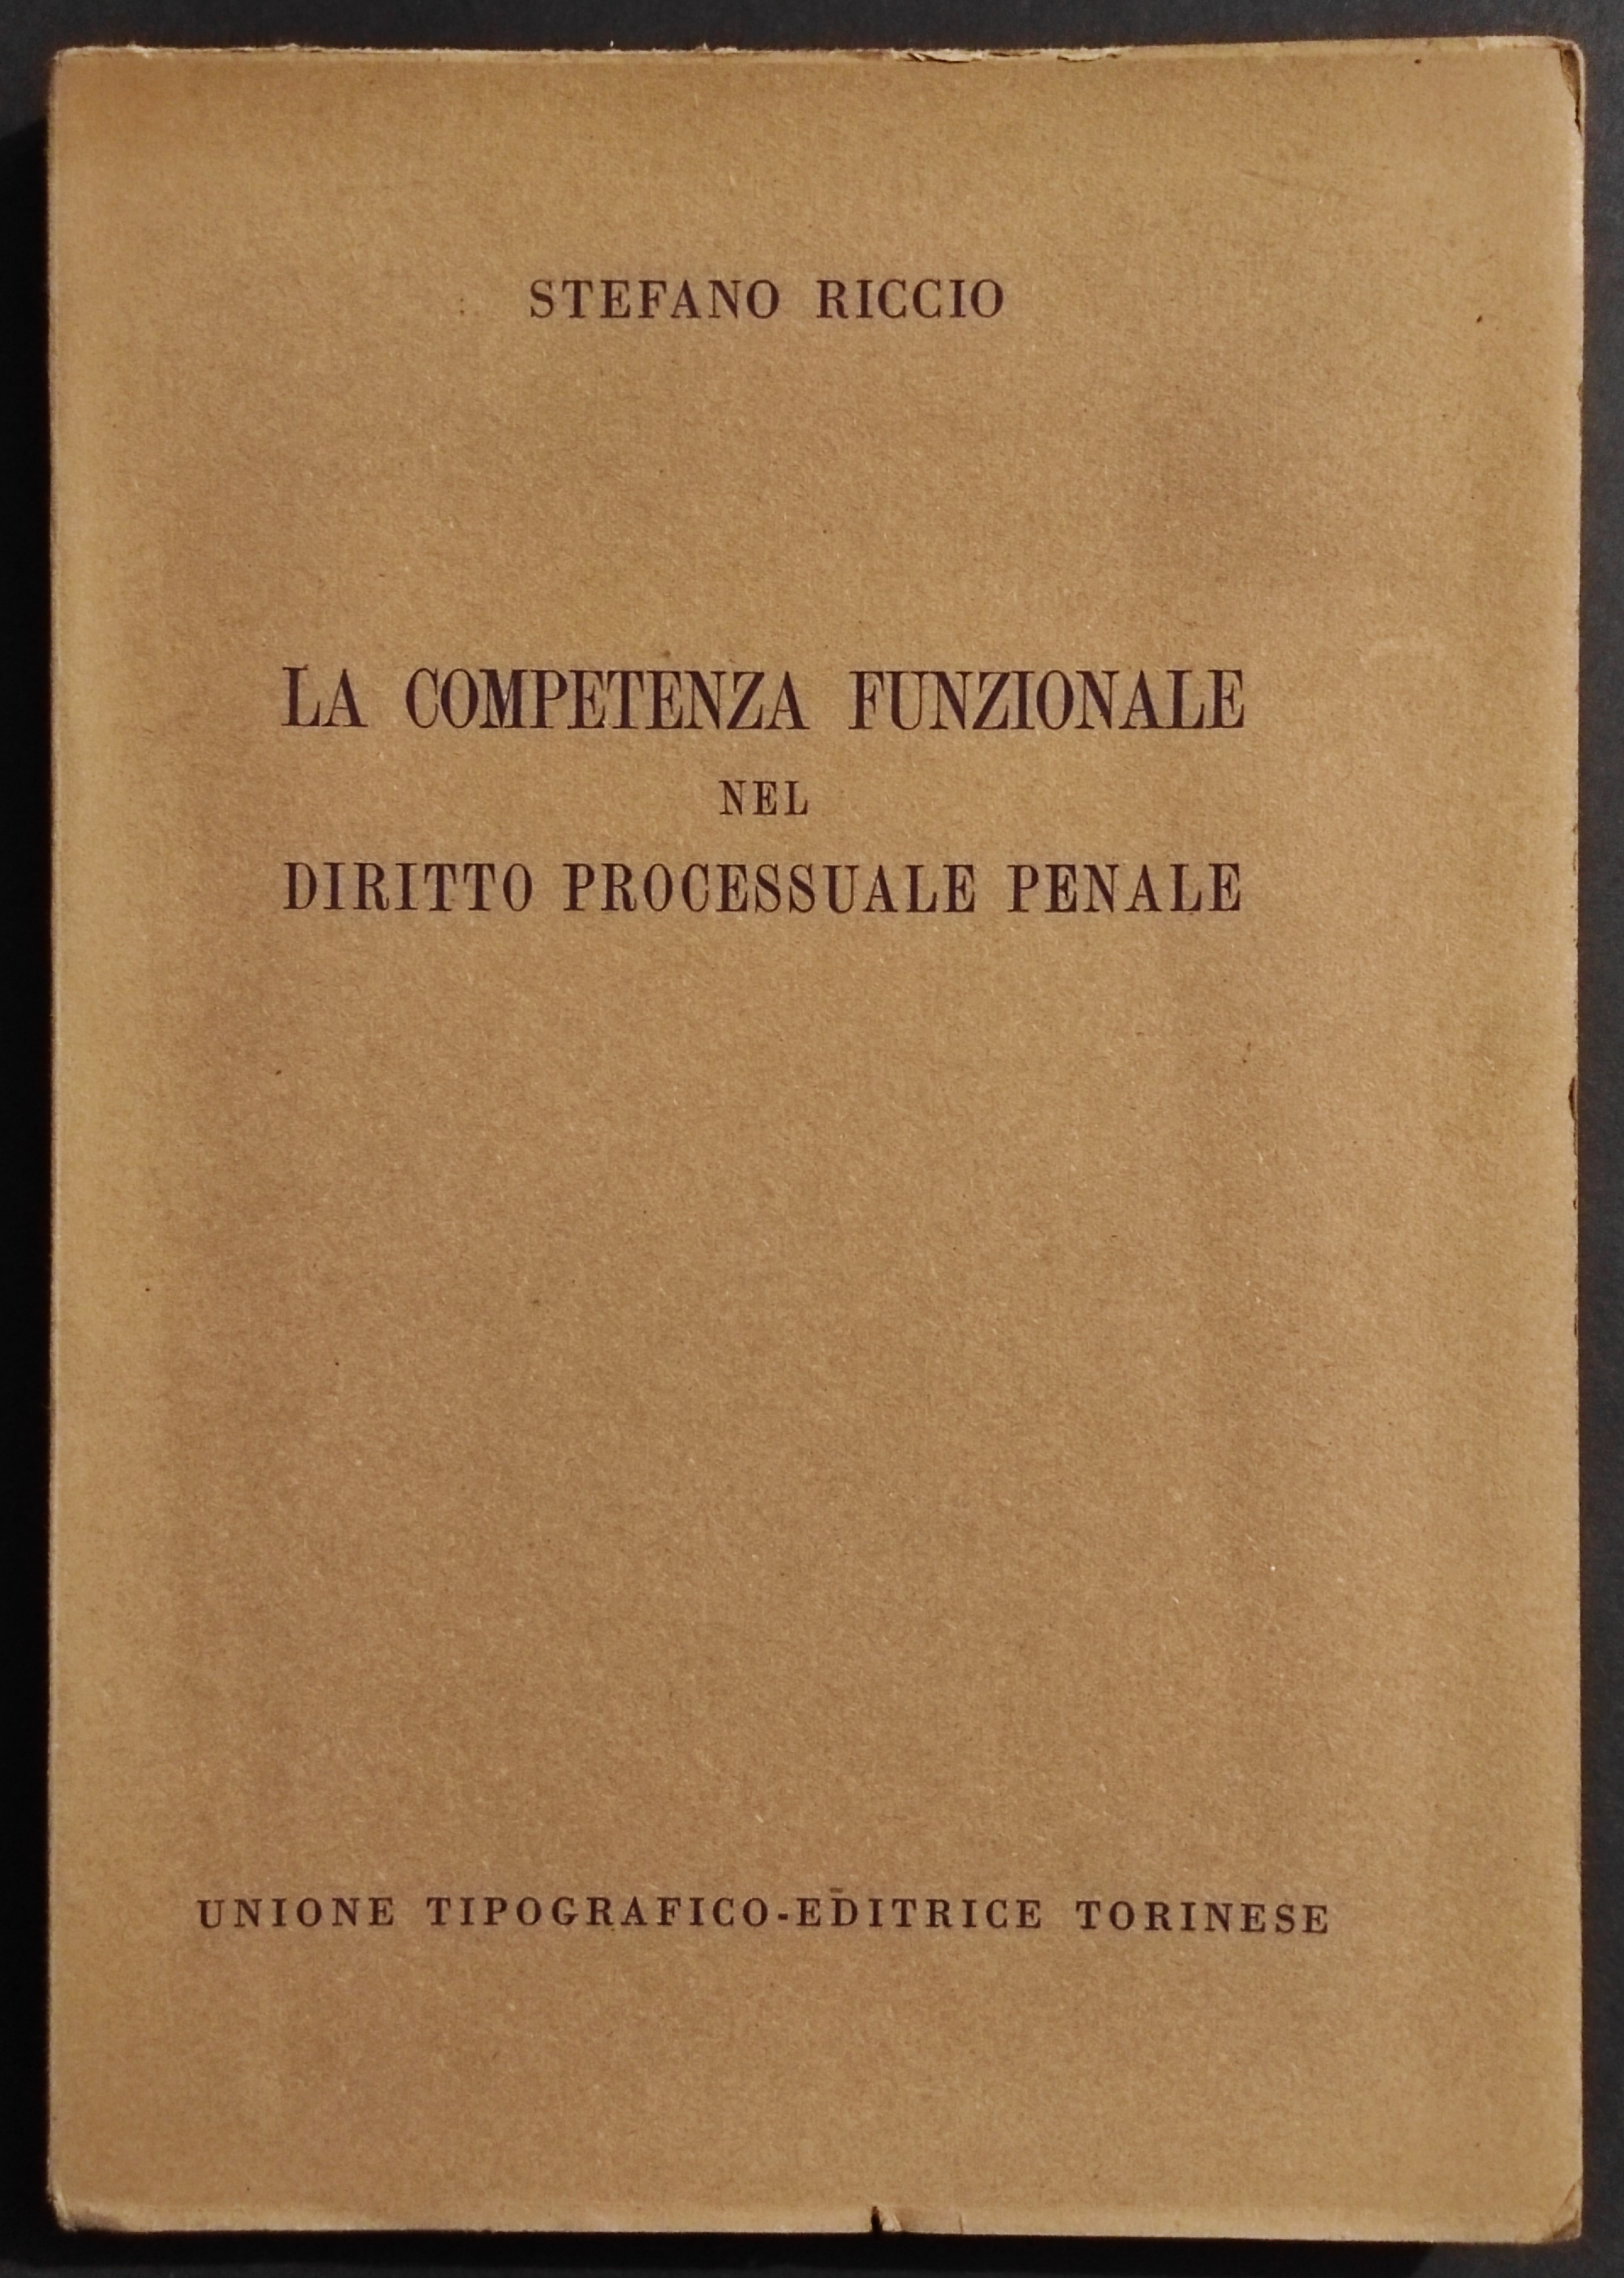 STEFANO RICCIO
LA COMPETENZA FUNZIONALE
NEL
DIRITTO PROCESSUALE PENALE
UNIONE TIPOGRAFICO-EDITRICE TORINESE